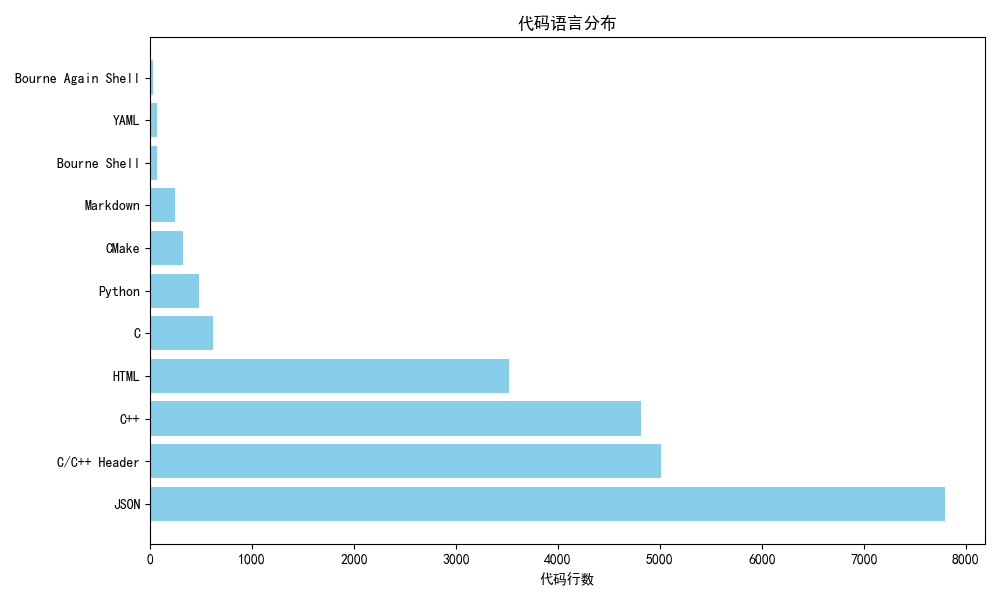 代码语言分布
Bourne Again Shell
YAML
Bourne Shell
Markdown
CMake
Python
C
HTML
C++
C/C++ Header
JSON
0 1000 2000 3000 4000 5000 6000 7000 8000
代码行数